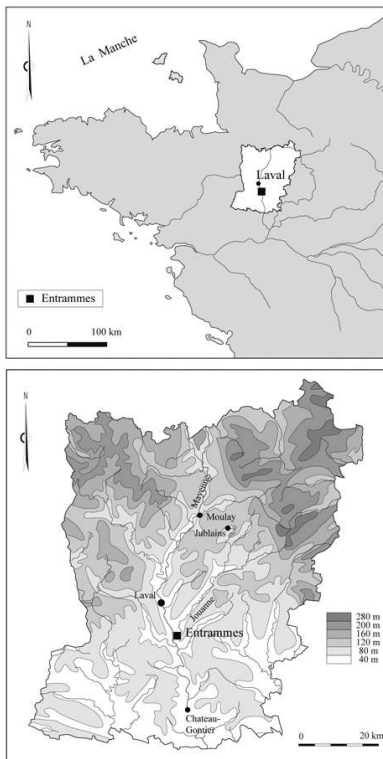 N
La Manche
Laval
Entrammes
0 100 km
N
Mayenne
Moulay
Jublains
Laval
Jouanne
Entrammes
280 m
200 m
160 m
120 m
80 m
40 m
Chateau-
Gontier
0 20 km